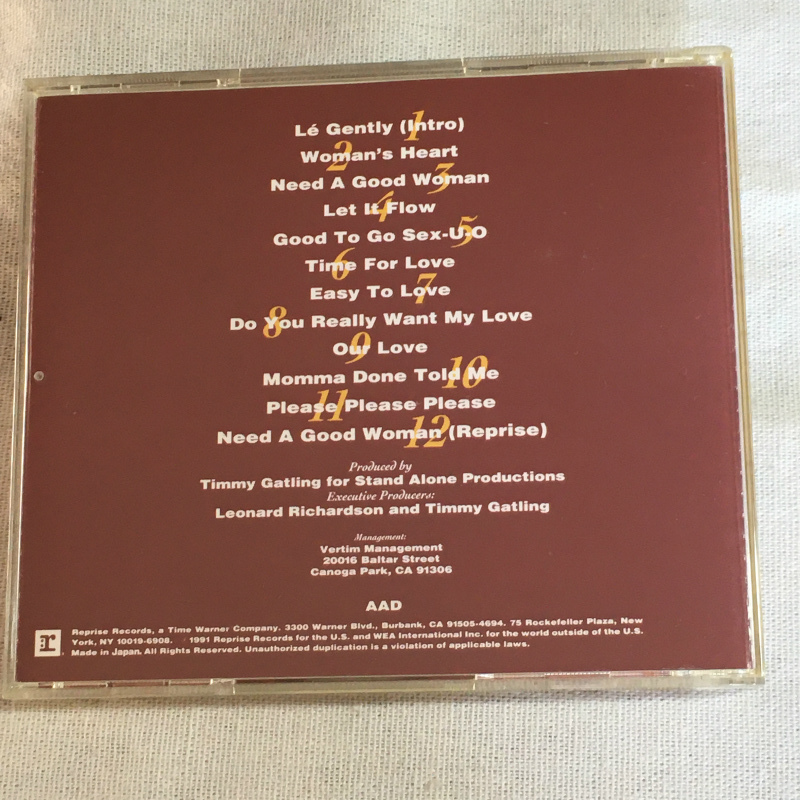 1
Lé Gently (Intro)
2
Woman's Heart
3
Need A Good Woman
4
Let It Flow
5
Good To Go Sex-U-O
6
Time For Love
7
Easy To Love
8
Do You Really Want My Love
9
Our Love
10
Momma Done Told Me
11
Please Please Please
12
Need A Good Woman (Reprise)
Produced by
Timmy Gatling for Stand Alone Productions
Executive Producers:
Leonard Richardson and Timmy Gatling
Management:
Vertim Management
20016 Baltar Street
Canoga Park, CA 91306
AAD
Reprise Records, a Time Warner Company. 3300 Warner Blvd., Burbank, CA 91505-4694. 75 Rockefeller Plaza, New
York, NY 10019-6908. 1991 Reprise Records for the U.S. and WEA International Inc. for the world outside of the U.S.
Made in Japan. All Rights Reserved. Unauthorized duplication is a violation of applicable laws.